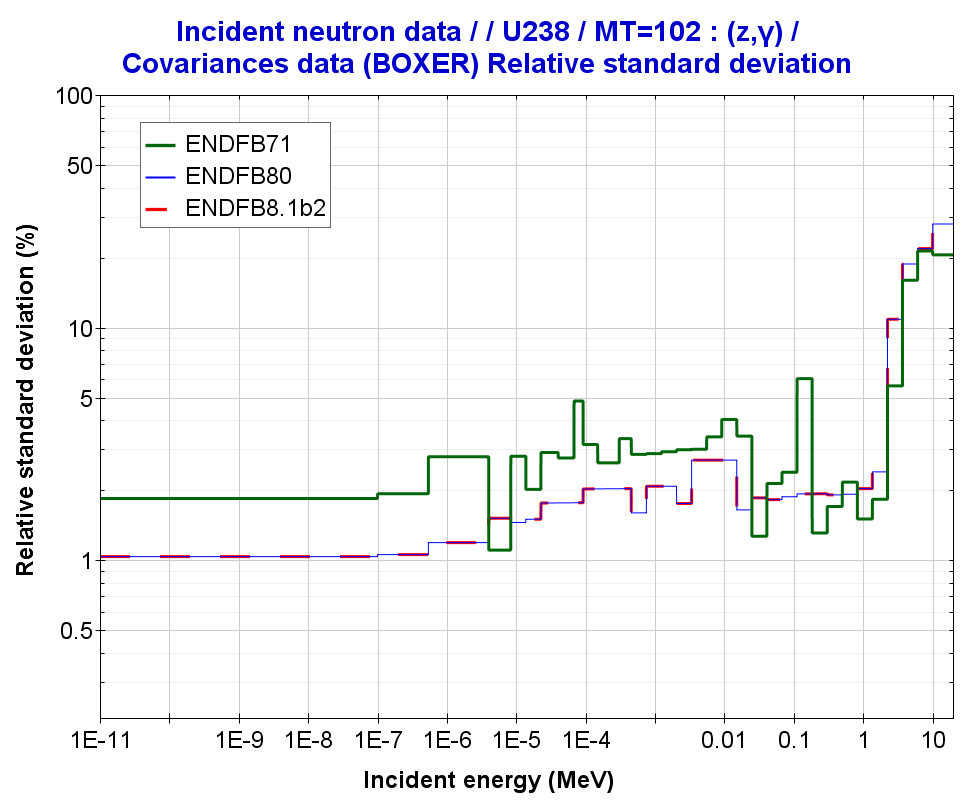 Incident neutron data / / U238 / MT=102 : (z,γ) /
Covariances data (BOXER) Relative standard deviation
100
50
10
5
1
0.5
ENDFB71
ENDFB80
ENDFB8.1b2
Relative standard deviation (%)
1E-11 1E-9 1E-8 1E-7 1E-6 1E-5 1E-4 0.01 0.1 1 10
Incident energy (MeV)